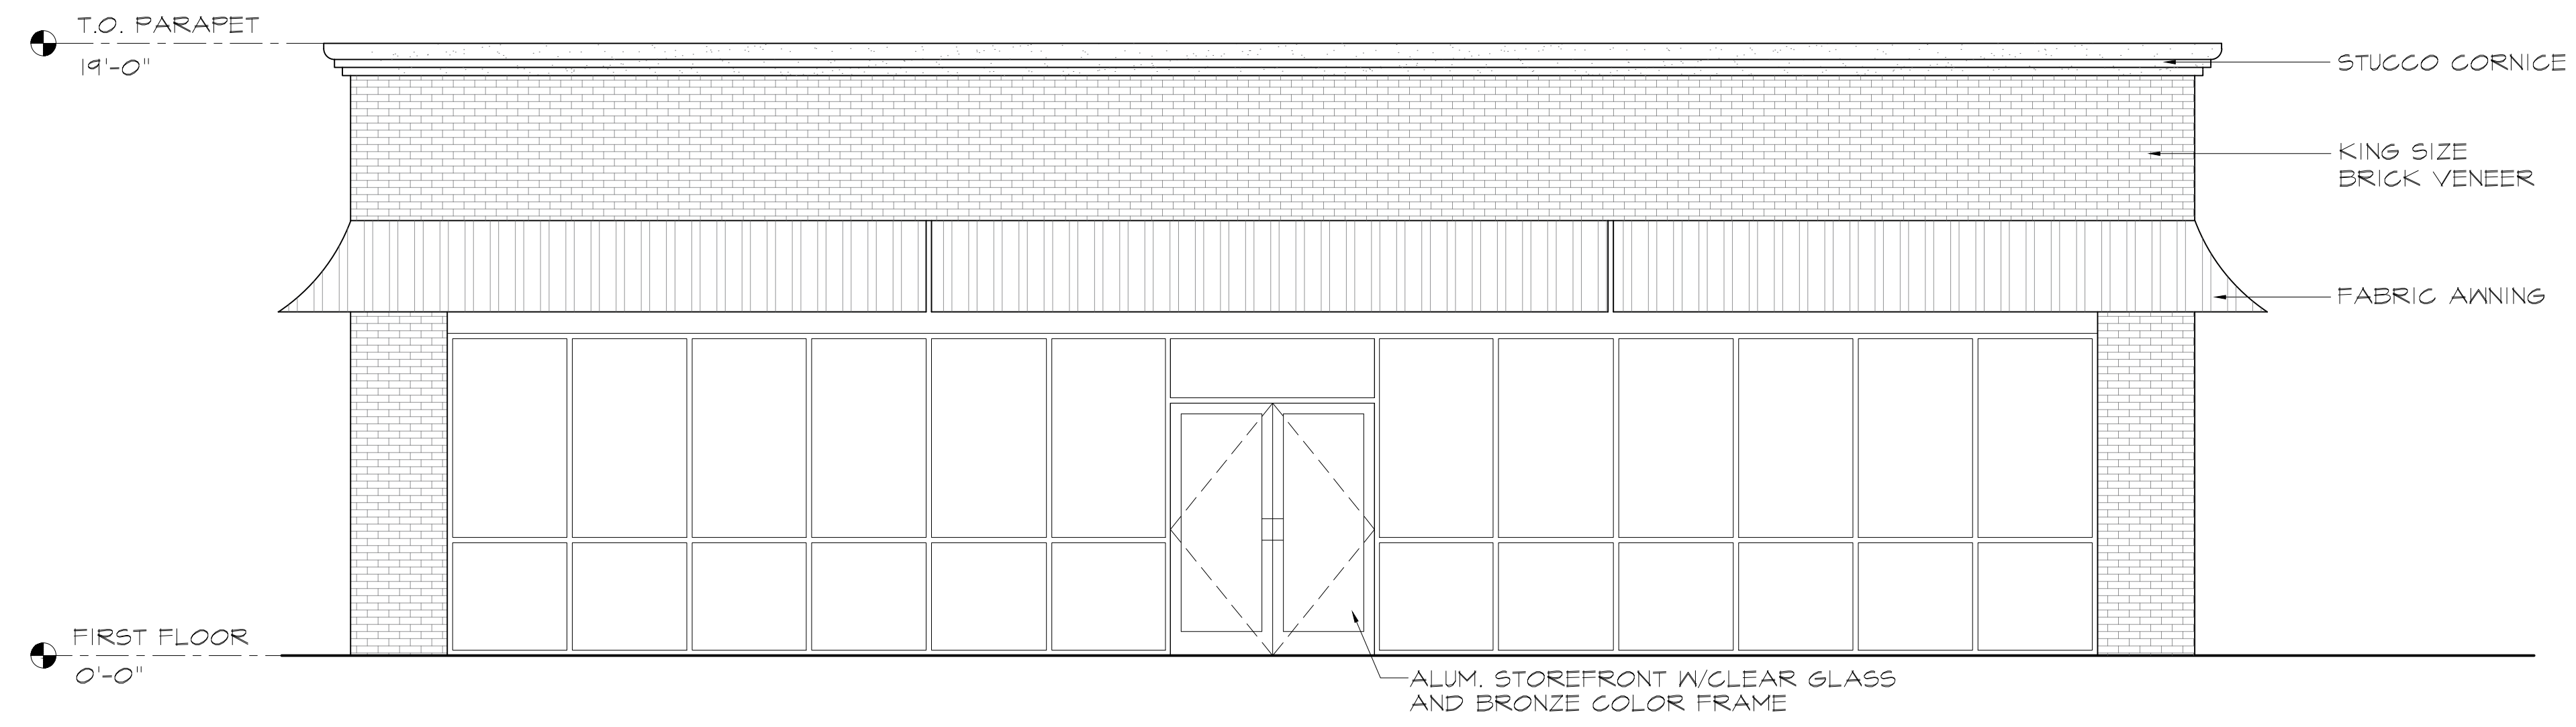 T.O. PARAPET
19'-0"
STUCCO CORNICE
KING SIZE
BRICK VENEER
FABRIC AWNING
FIRST FLOOR
0'-0"
ALUM. STOREFRONT W/CLEAR GLASS
AND BRONZE COLOR FRAME